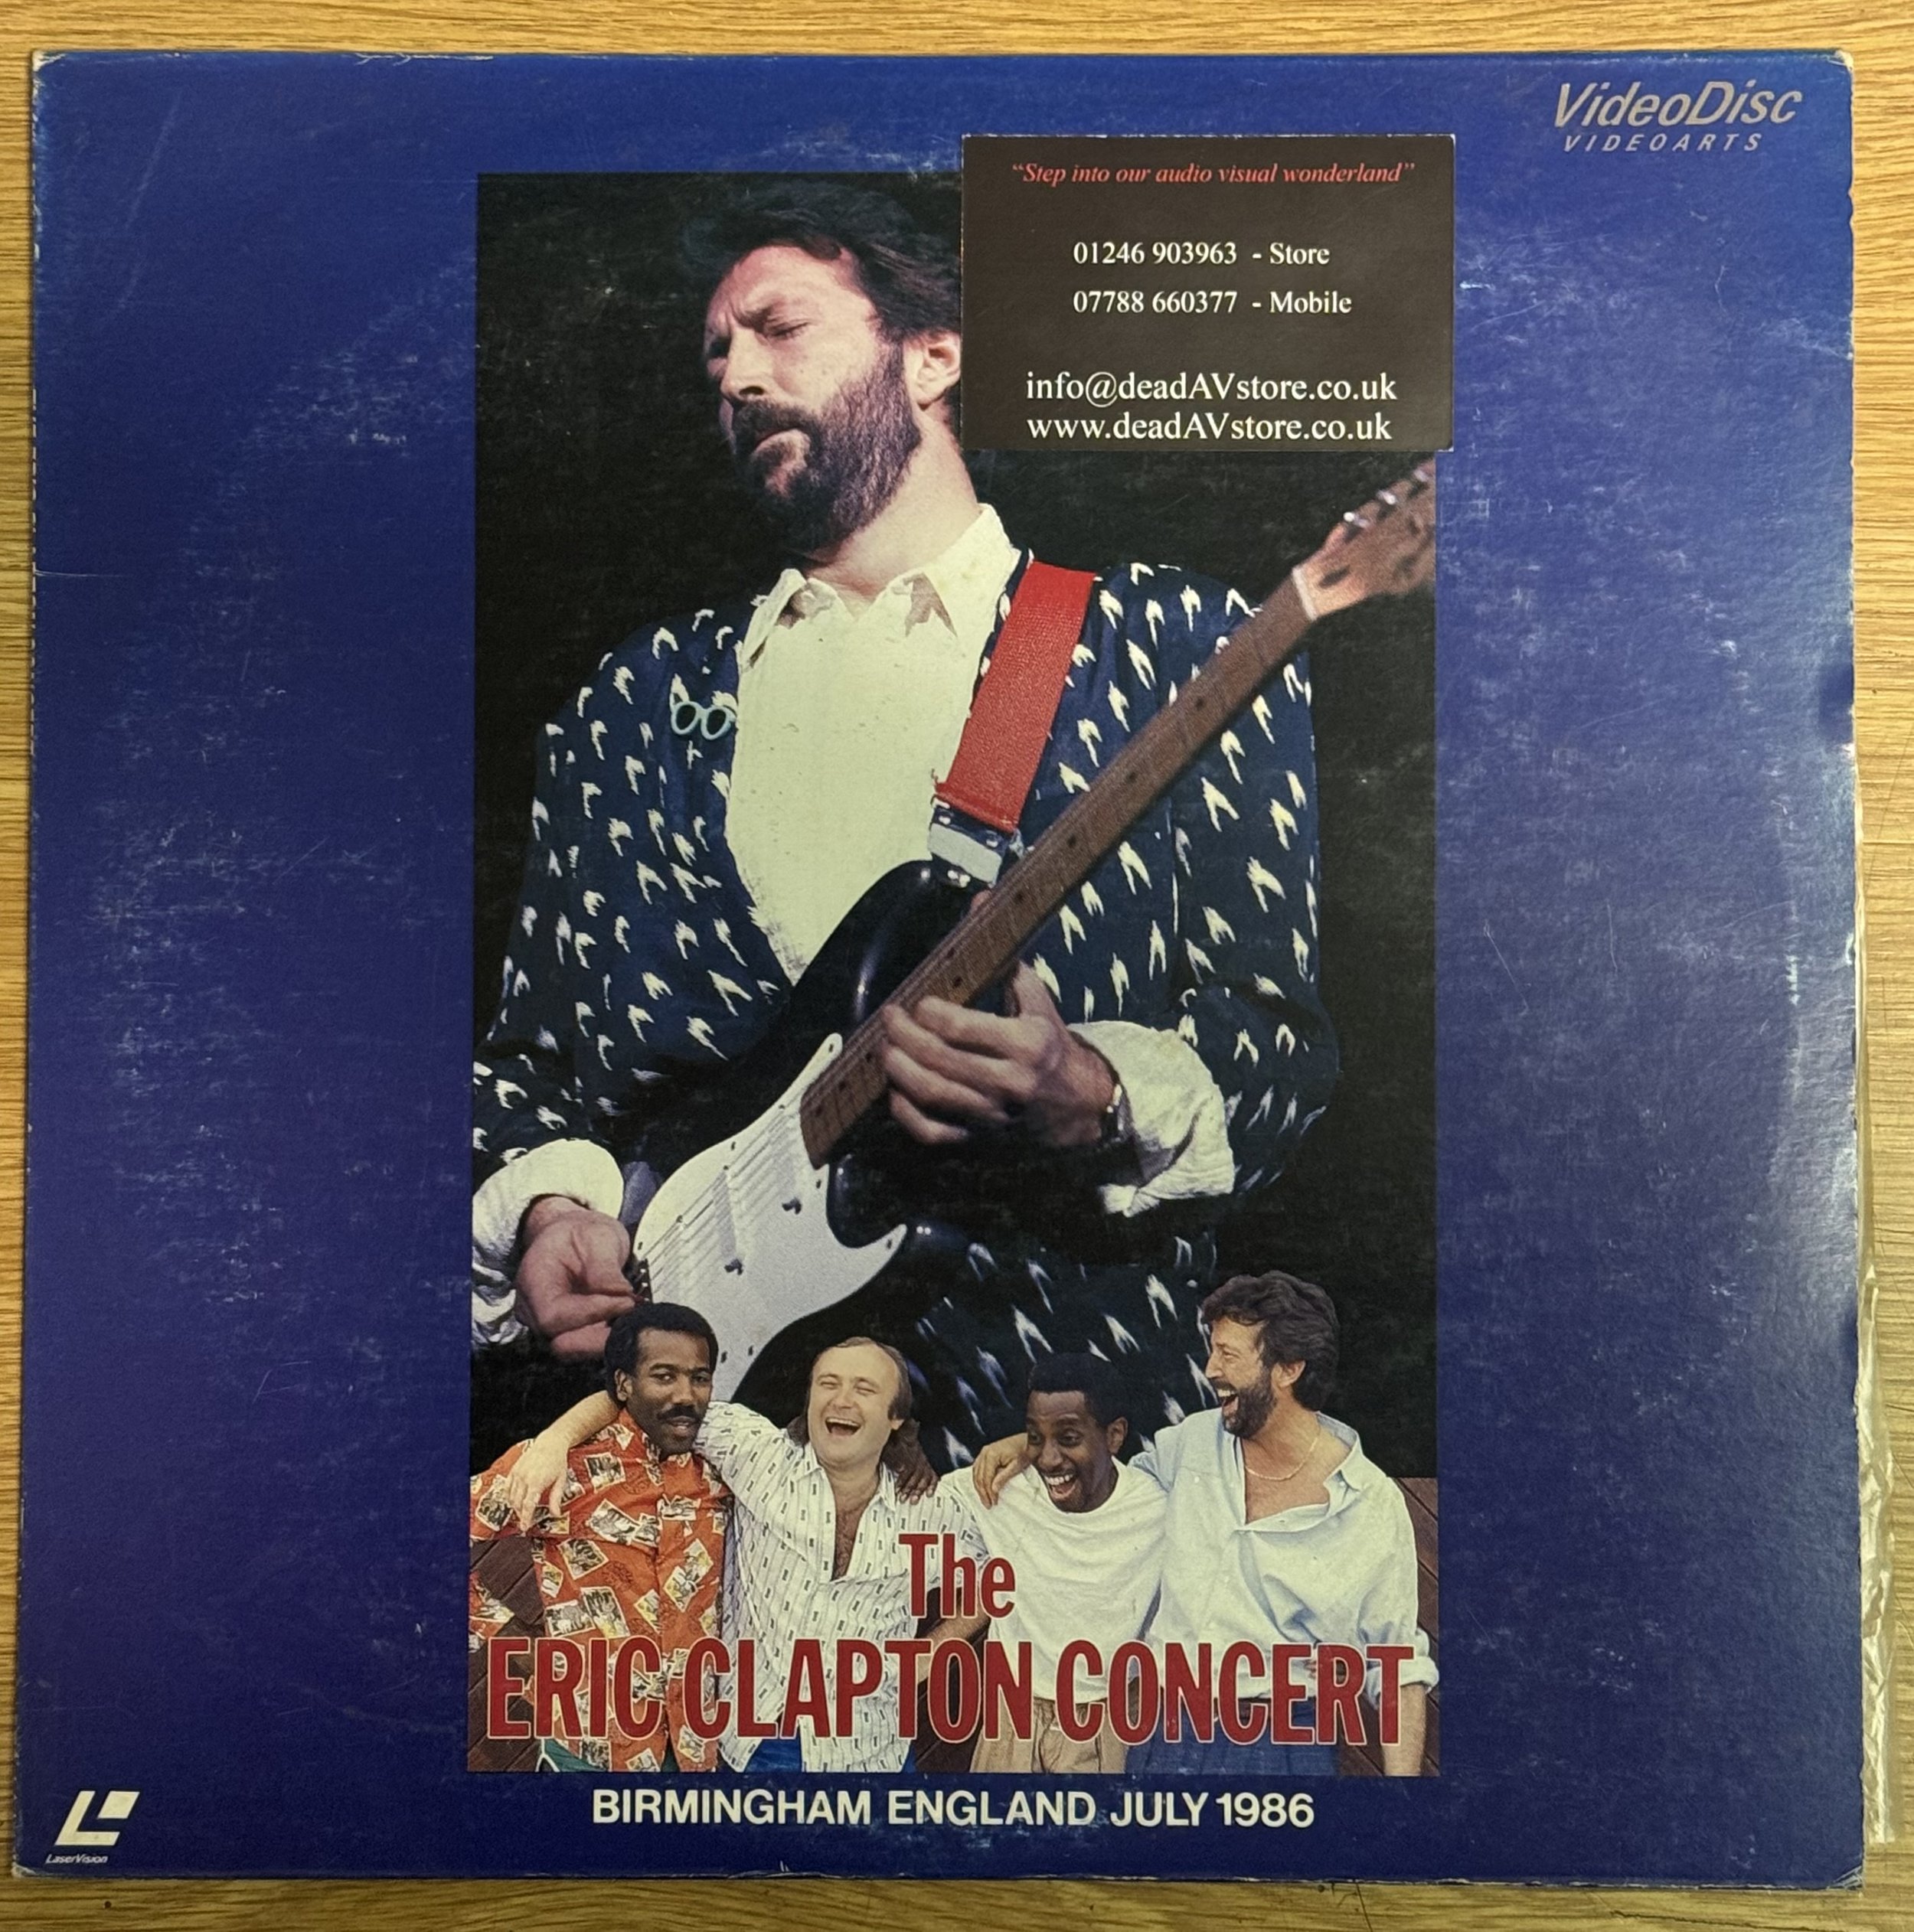 VideoDisc
VIDEOARTS
“Step into our audio visual wonderland”
01246 903963 - Store
07788 660377 - Mobile
info@deadAVstore.co.uk
www.deadAVstore.co.uk
The
ERIC CLAPTON CONCERT
BIRMINGHAM ENGLAND JULY 1986
LaserVision